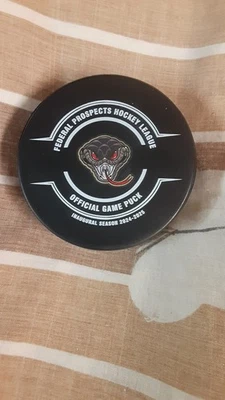 FEDERAL PROSPECTS HOCKEY LEAGUE
OFFICIAL GAME PUCK
INAUGURAL SEASON 2024-2025